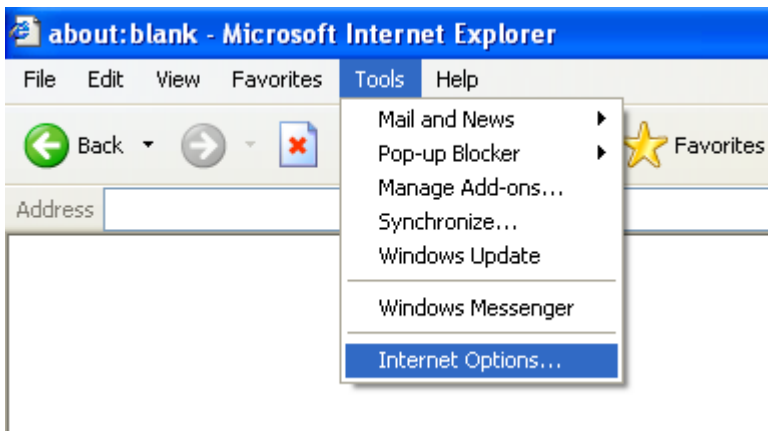 about:blank - Microsoft Internet Explorer
File Edit View Favorites Tools Help
Back Favorites
Address
Mail and News
Pop-up Blocker
Manage Add-ons...
Synchronize...
Windows Update
Windows Messenger
Internet Options...